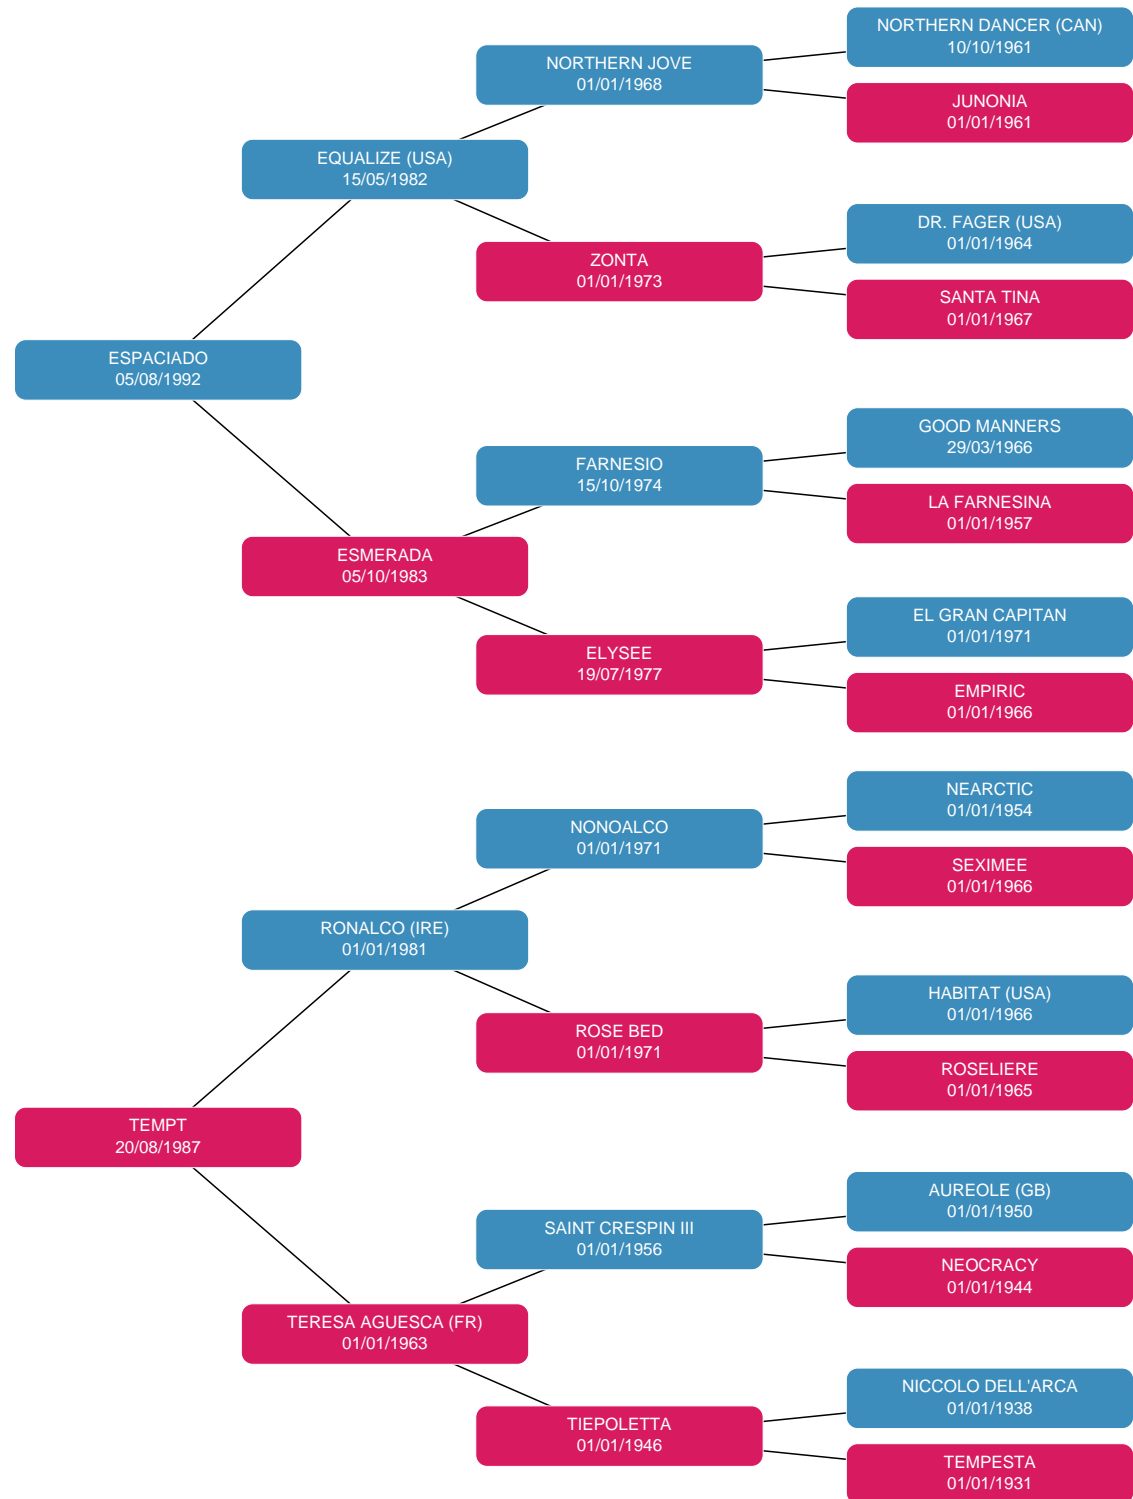 NORTHERN DANCER (CAN)
10/10/1961
NORTHERN JOVE
01/01/1968
JUNONIA
01/01/1961
EQUALIZE (USA)
15/05/1982
DR. FAGER (USA)
01/01/1964
ZONTA
01/01/1973
SANTA TINA
01/01/1967
ESPACIADO
05/08/1992
GOOD MANNERS
29/03/1966
FARNESIO
15/10/1974
LA FARNESINA
01/01/1957
ESMERADA
05/10/1983
EL GRAN CAPITAN
01/01/1971
ELYSEE
19/07/1977
EMPIRIC
01/01/1966
NEARCTIC
01/01/1954
NONOALCO
01/01/1971
SEXIMEE
01/01/1966
RONALCO (IRE)
01/01/1981
HABITAT (USA)
01/01/1966
ROSE BED
01/01/1971
ROSELIERE
01/01/1965
TEMPT
20/08/1987
AUREOLE (GB)
01/01/1950
SAINT CRESPIN III
01/01/1956
NEOCRACY
01/01/1944
TERESA AGUESCA (FR)
01/01/1963
NICCOLO DELL'ARCA
01/01/1938
TIEPOLETTA
01/01/1946
TEMPESTA
01/01/1931